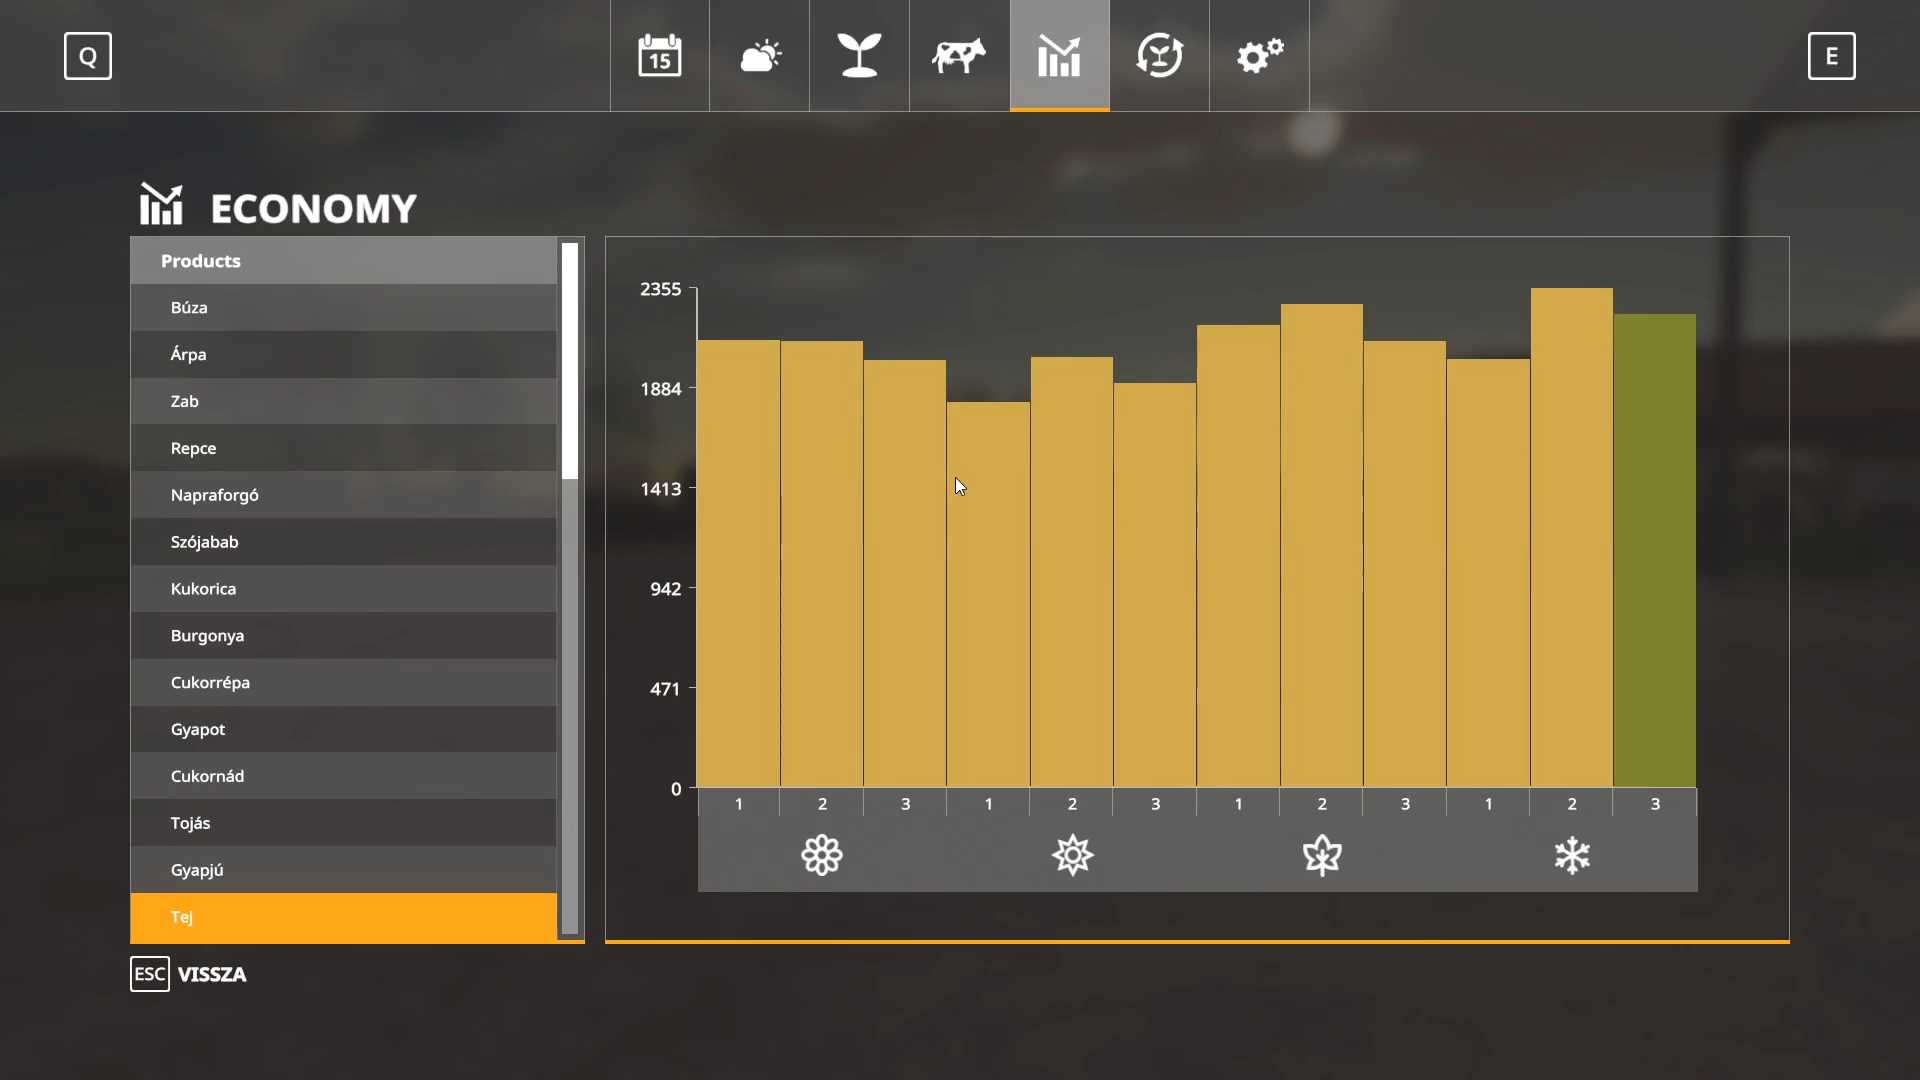 Q
15
E
ECONOMY
Products
Búza
Árpa
Zab
Repce
Napraforgó
Szójabab
Kukorica
Burgonya
Cukorrépa
Gyapot
Cukornád
Tojás
Gyapjú
Tej
2355
1884
1413
942
471
0
1 2 3 1 2 3 1 2 3 1 2 3
ESC VISSZA